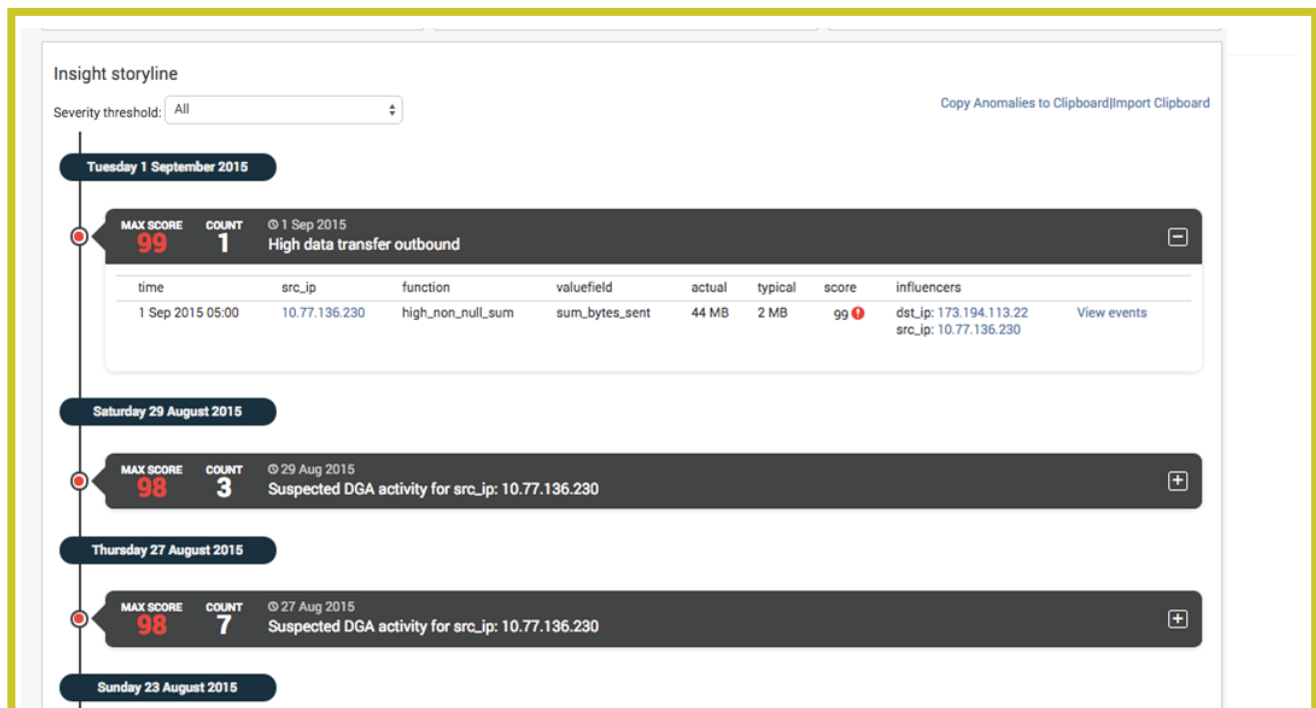 Insight storyline
Severity threshold: All
Copy Anomalies to Clipboard|Import Clipboard
Tuesday 1 September 2015
MAX SCORE COUNT 1 Sep 2015
99 1 High data transfer outbound
time src_ip function valuefield actual typical score influencers
1 Sep 2015 05:00 10.77.136.230 high_non_null_sum sum_bytes_sent 44 MB 2 MB 99 dst_ip: 173.194.113.22 View events
src_ip: 10.77.136.230
Saturday 29 August 2015
MAX SCORE COUNT 29 Aug 2015
98 3 Suspected DGA activity for src_ip: 10.77.136.230
Thursday 27 August 2015
MAX SCORE COUNT 27 Aug 2015
98 7 Suspected DGA activity for src_ip: 10.77.136.230
Sunday 23 August 2015